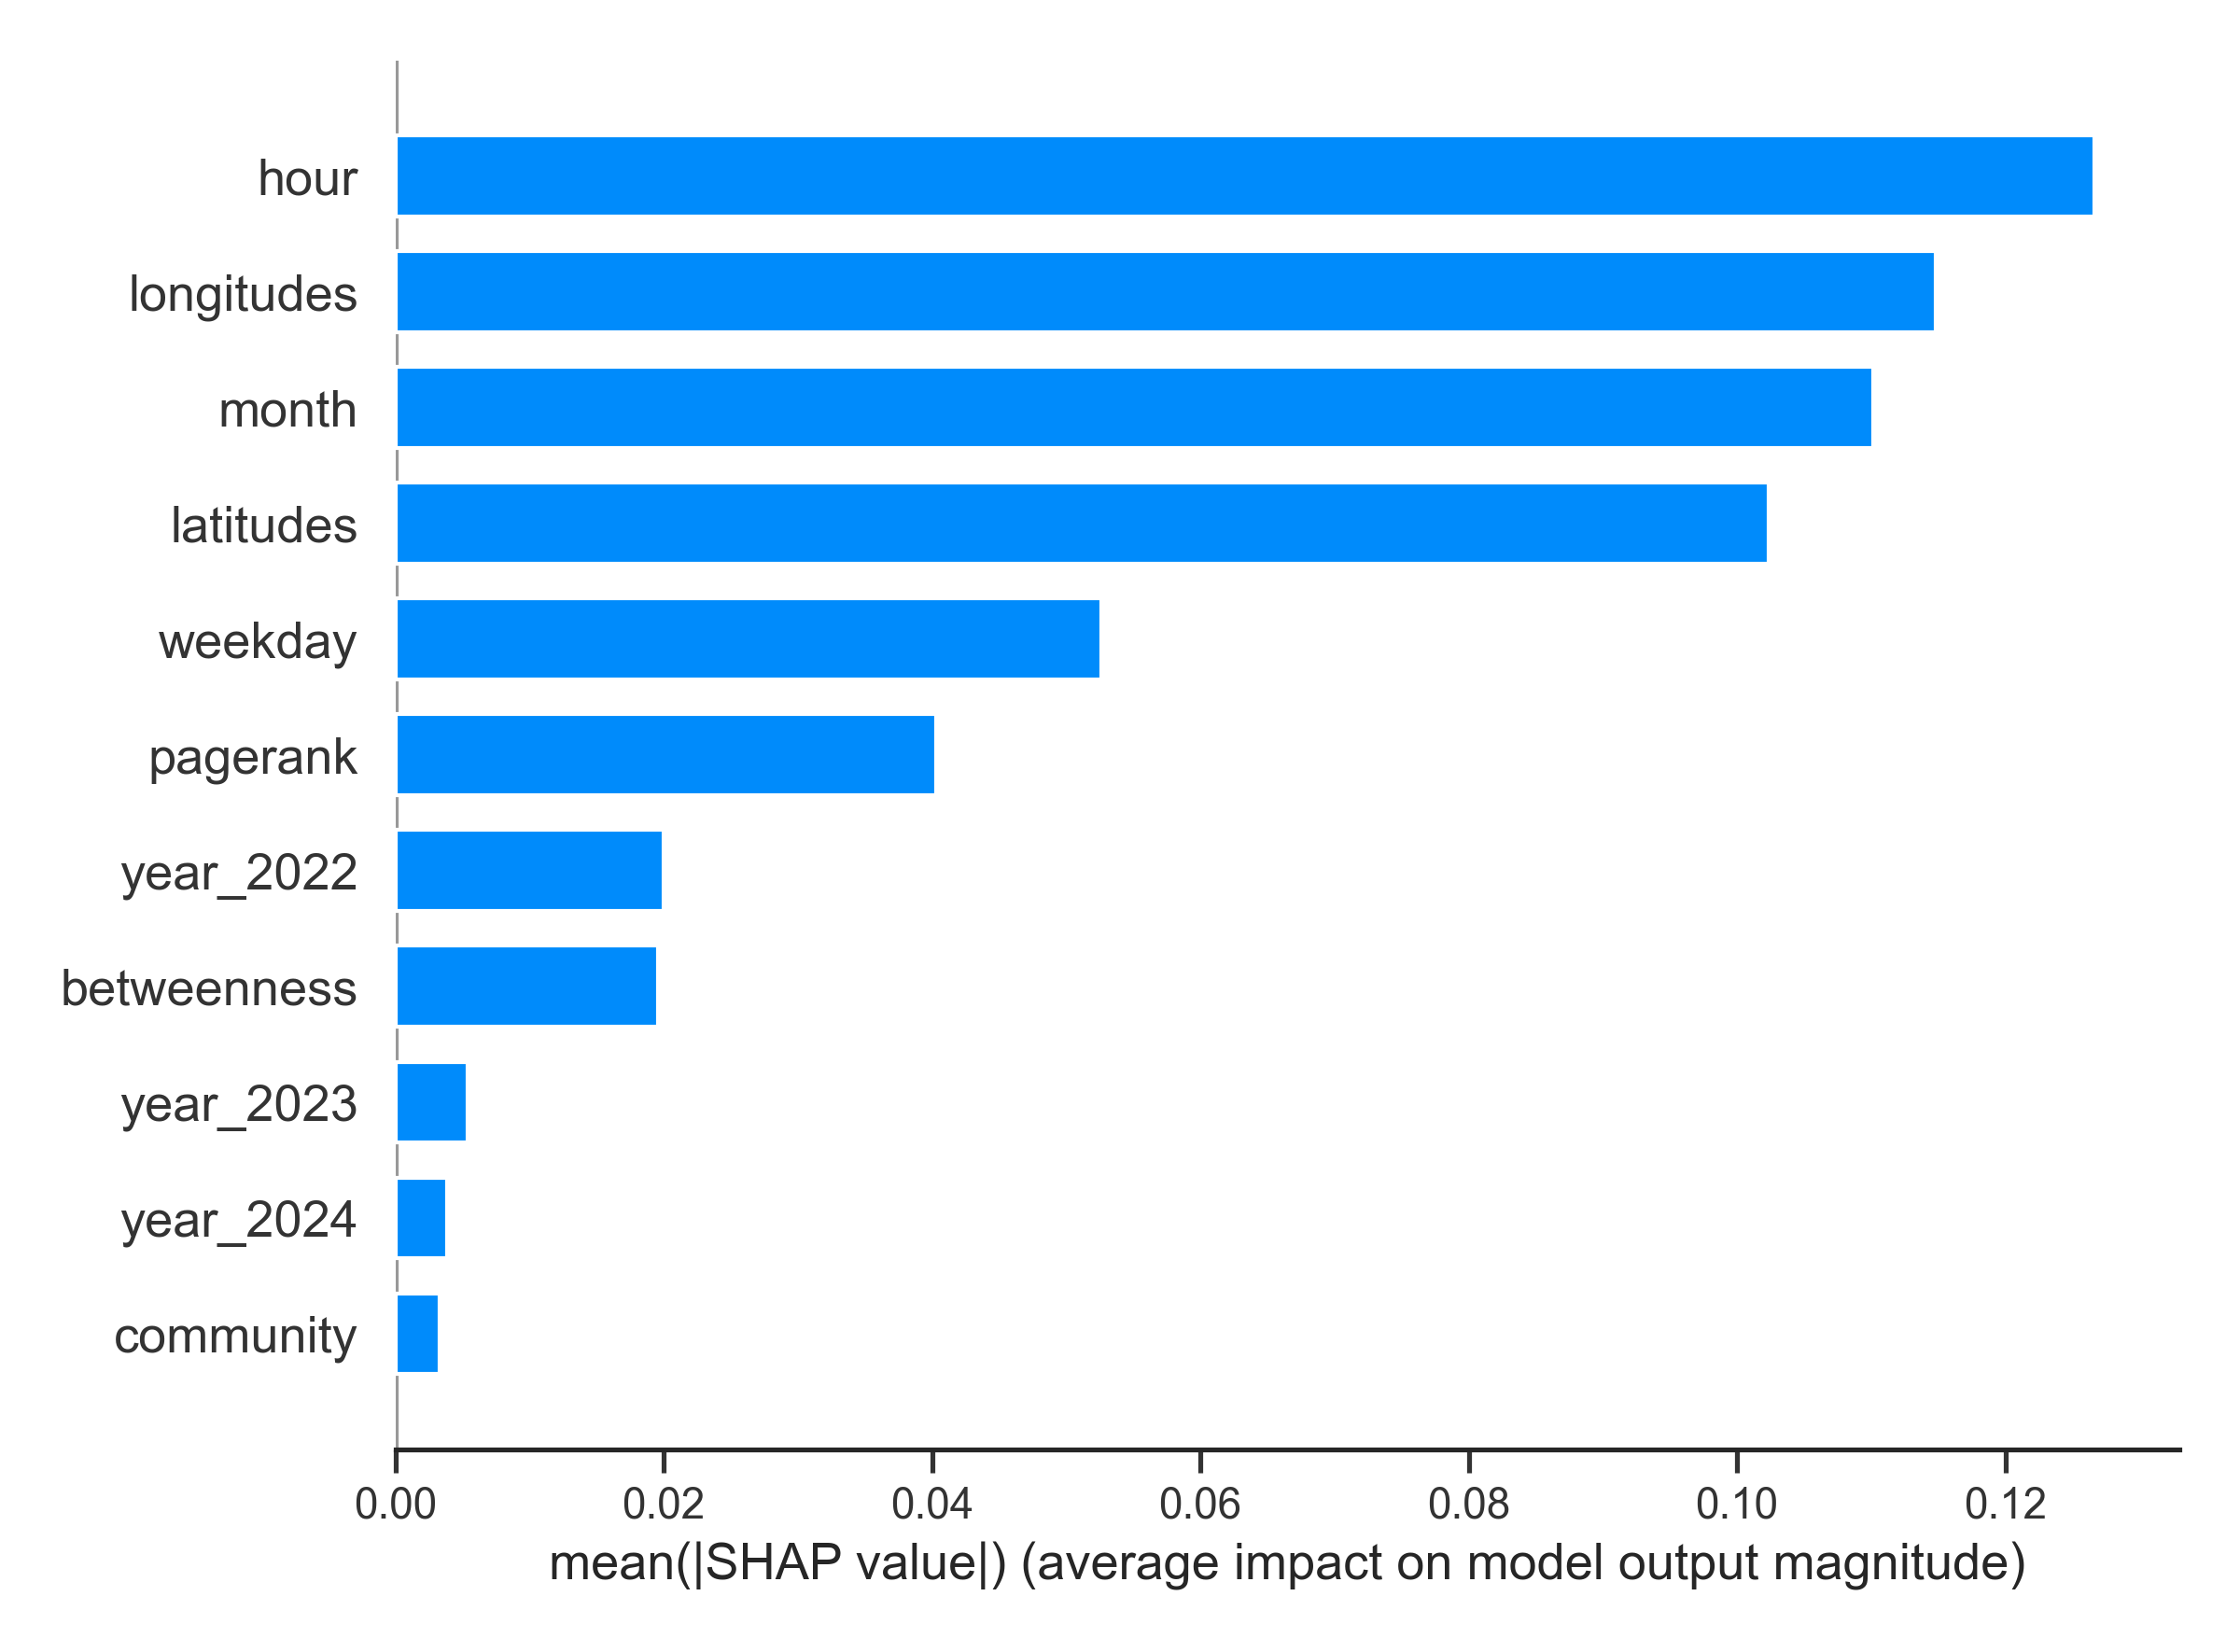 hour
longitudes
month
latitudes
weekday
pagerank
year_2022
betweenness
year_2023
year_2024
community
0.00 0.02 0.04 0.06 0.08 0.10 0.12
mean(|SHAP value|) (average impact on model output magnitude)